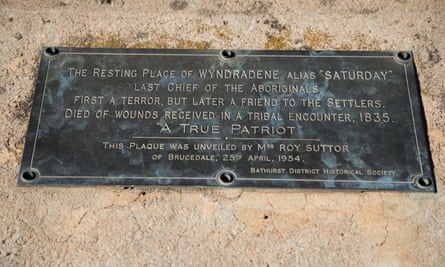 THE RESTING PLACE OF WYNDRADENE, ALIAS "SATURDAY",
LAST CHIEF OF THE ABORIGINALS.
FIRST A TERROR, BUT LATER A FRIEND TO THE SETTLERS.
DIED OF WOUNDS RECEIVED IN A TRIBAL ENCOUNTER, 1835.
"A TRUE PATRIOT."
THIS PLAQUE WAS UNVEILED BY MRS ROY SUTTOR
OF BRUCEDALE, 25TH APRIL, 1954.
BATHURST DISTRICT HISTORICAL SOCIETY.